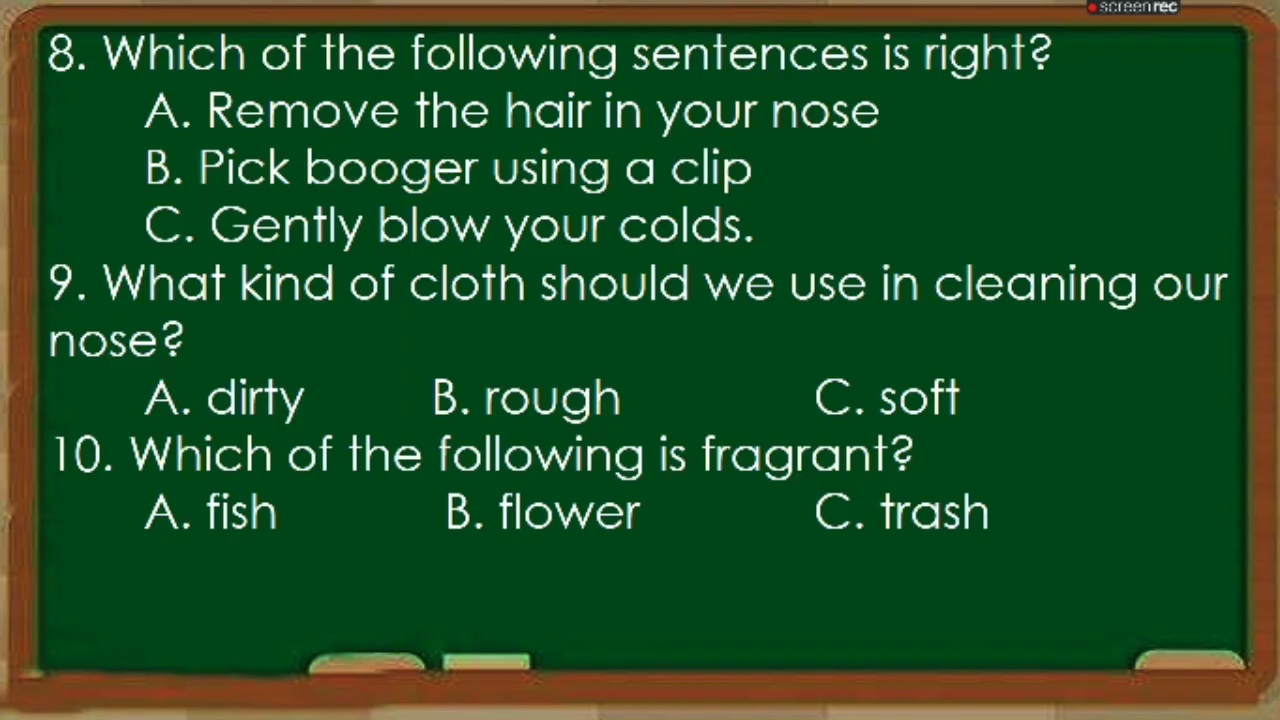 screenrec
8. Which of the following sentences is right?
A. Remove the hair in your nose
B. Pick booger using a clip
C. Gently blow your colds.
9. What kind of cloth should we use in cleaning our
nose?
A. dirty B. rough C. soft
10. Which of the following is fragrant?
A. fish B. flower C. trash